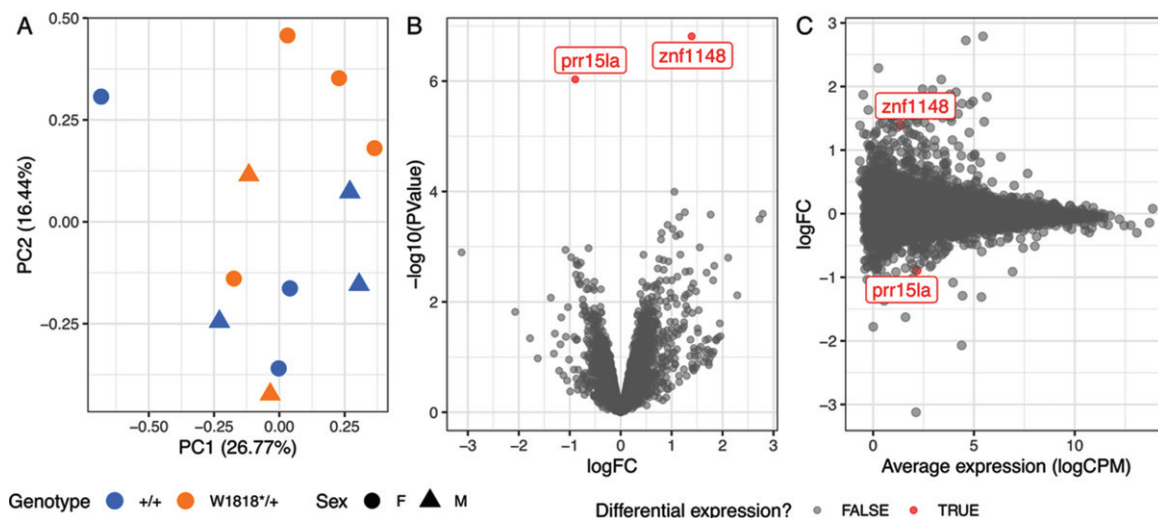 A
PC2 (16.44%)
0.50
0.25
0.00
−0.25
−0.50
−0.25
0.00
0.25
PC1 (26.77%)
B
−log10(PValue)
6
4
2
0
prr15la
znf1148
−3
−2
−1
0
1
2
3
logFC
C
logFC
3
2
1
0
−1
−2
−3
znf1148
prr15la
0
5
10
Average expression (logCPM)
Genotype +/+ W1818*/+ Sex F M
Differential expression? FALSE TRUE